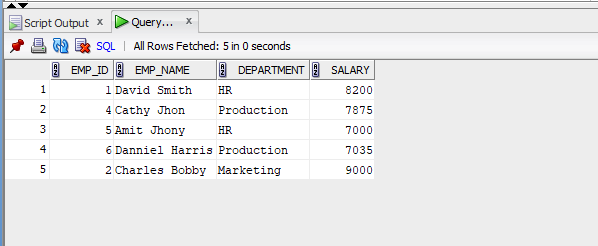 Script Output x Query... x
SQL | All Rows Fetched: 5 in 0 seconds
EMP_ID EMP_NAME DEPARTMENT SALARY
1 1 David Smith HR 8200
2 4 Cathy Jhon Production 7875
3 5 Amit Jhony HR 7000
4 6 Danniel Harris Production 7035
5 2 Charles Bobby Marketing 9000